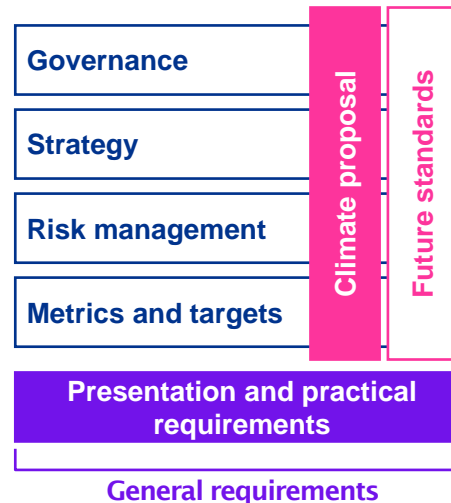 Governance
Strategy
Risk management
Metrics and targets
Climate proposal
Future standards
Presentation and practical
requirements
General requirements